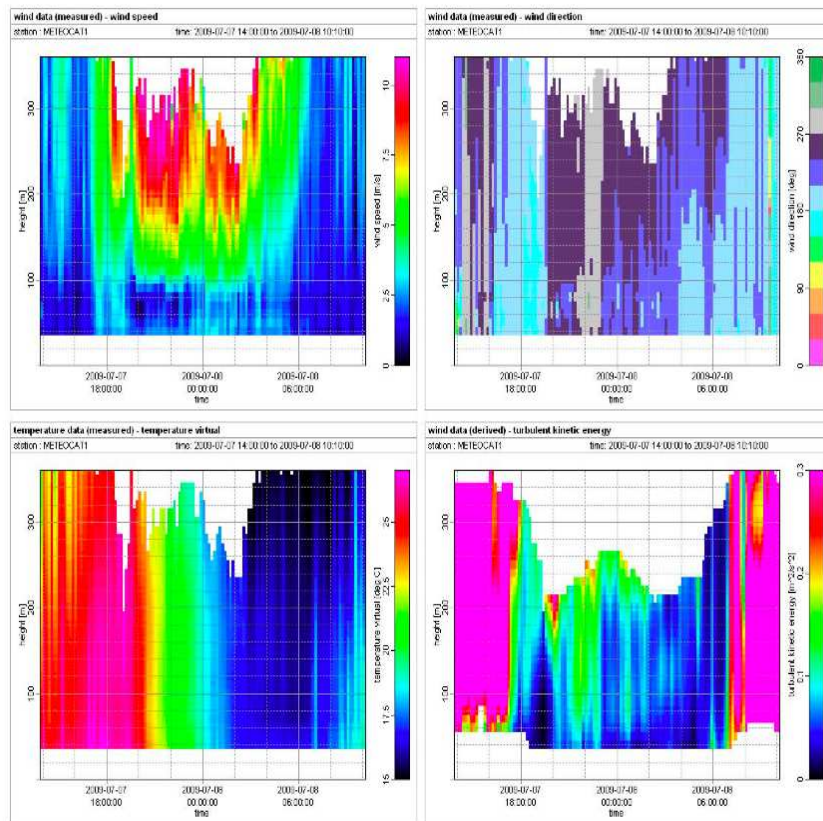 wind data (measured) - wind speed
station : METEOCAT1 time: 2009-07-07 14:00:00 to 2009-07-08 10:10:00
height [m]
300
200
100
2009-07-07 2009-07-08 2009-07-08
18:00:00 00:00:00 06:00:00
time
wind speed [m/s]
10
7.5
5
2.5
0
wind data (measured) - wind direction
station : METEOCAT1 time: 2009-07-07 14:00:00 to 2009-07-08 10:10:00
height [m]
300
200
100
2009-07-07 2009-07-08 2009-07-08
18:00:00 00:00:00 06:00:00
time
wind direction [deg]
360
270
180
90
0
temperature data (measured) - temperature virtual
station : METEOCAT1 time: 2009-07-07 14:00:00 to 2009-07-08 10:10:00
height [m]
300
200
100
2009-07-07 2009-07-08 2009-07-08
18:00:00 00:00:00 06:00:00
time
temperature virtual [deg C]
25
22.5
20
17.5
15
wind data (derived) - turbulent kinetic energy
station : METEOCAT1 time: 2009-07-07 14:00:00 to 2009-07-08 10:10:00
height [m]
300
200
100
2009-07-07 2009-07-08 2009-07-08
18:00:00 00:00:00 06:00:00
time
turbulent kinetic energy [m^2/s^2]
0.3
0.2
0.1
0